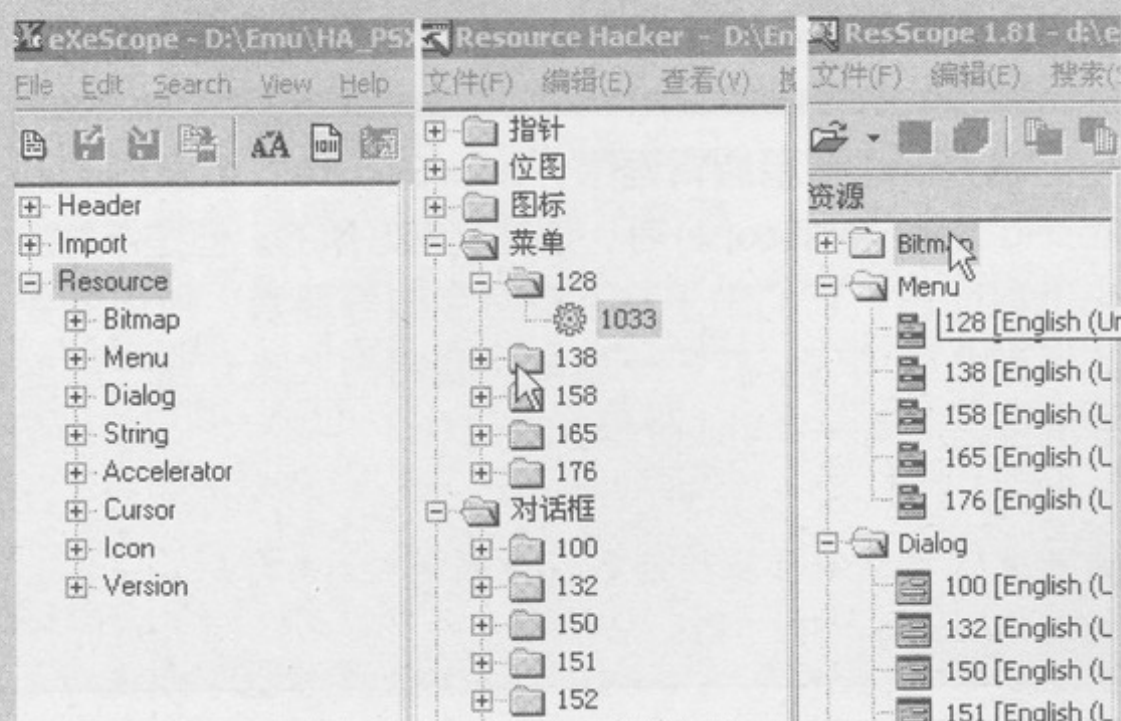 eXeScope - D:\Emu\HA_PSX
File Edit Search View Help
Header
Import
Resource
Bitmap
Menu
Dialog
String
Accelerator
Cursor
Icon
Version
Resource Hacker - D:\Em
文件(F) 编辑(E) 查看(V)
指针
位图
图标
菜单
128
1033
138
158
165
176
对话框
100
132
150
151
152
ResScope 1.81 - d:\e
文件(F) 编辑(E) 搜索(S
资源
Bitmap
Menu
128 [English (Un
138 [English (U
158 [English (U
165 [English (U
176 [English (U
Dialog
100 [English (U
132 [English (U
150 [English (U
151 [English (U